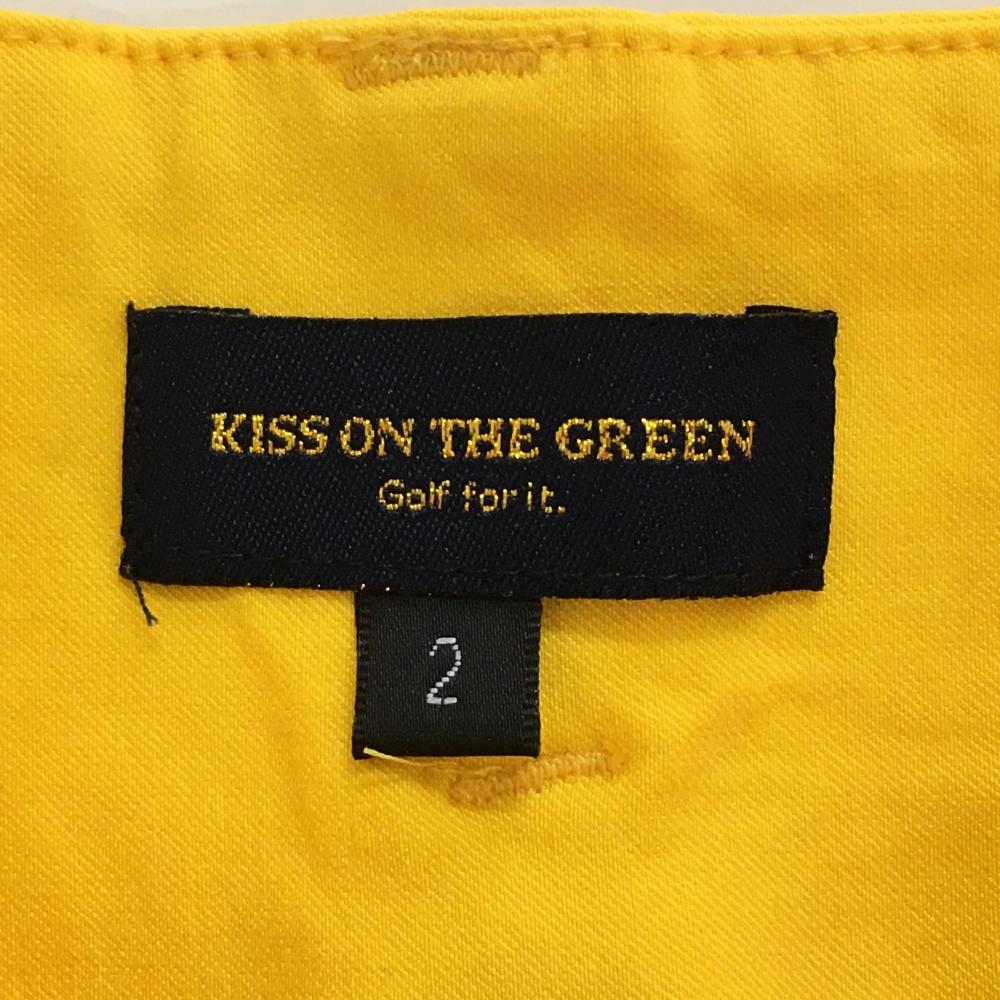 KISS ON THE GREEN
Golf for it.
2